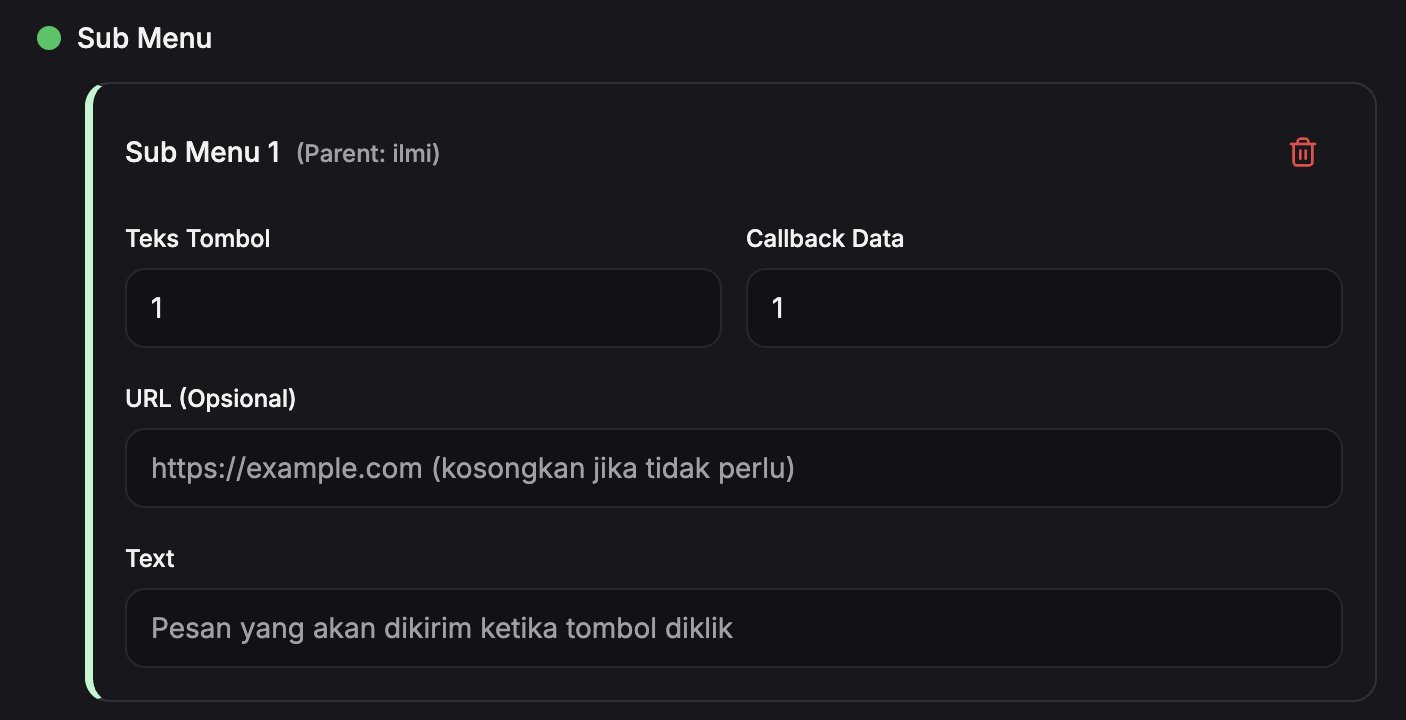 Sub Menu
Sub Menu 1 (Parent: ilmi)
Teks Tombol
Callback Data
1
1
URL (Opsional)
https://example.com (kosongkan jika tidak perlu)
Text
Pesan yang akan dikirim ketika tombol diklik